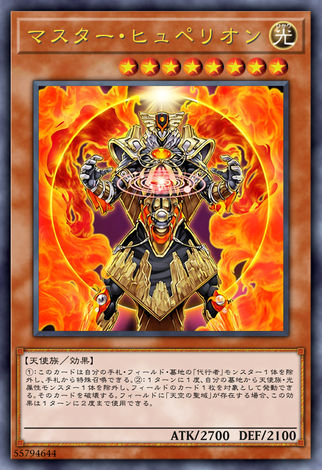 マスター・ヒュペリオン
光
【天使族／効果】
①：このカードは自分の手札・フィールド・墓地の「代行者」モンスター１体を除
外し、手札から特殊召喚できる。②：１ターンに１度、自分の墓地から天使族・光
属性モンスター１体を除外し、フィールドのカード１枚を対象として発動でき
る。そのカードを破壊する。フィールドに「天空の聖域」が存在する場合、この効
果は１ターンに２度まで使用できる。
ATK/2700 DEF/2100
55794644